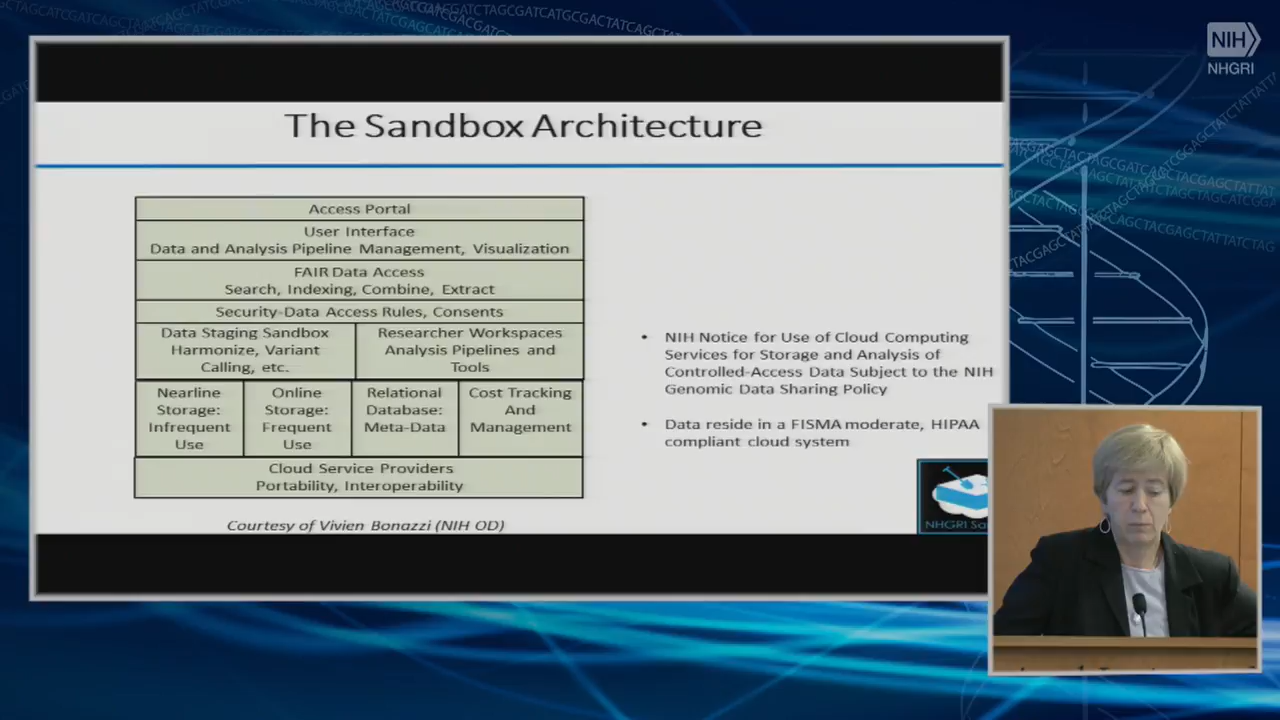 NIH
NHGRI
The Sandbox Architecture
Access Portal
User Interface
Data and Analysis Pipeline Management, Visualization
FAIR Data Access
Search, Indexing, Combine, Extract
Security-Data Access Rules, Consents
Data Staging Sandbox
Harmonize, Variant
Calling, etc.
Researcher Workspaces
Analysis Pipelines and
Tools
Nearline
Storage:
Infrequent
Use
Online
Storage:
Frequent
Use
Relational
Database:
Meta-Data
Cost Tracking
And
Management
Cloud Service Providers
Portability, Interoperability
Courtesy of Vivien Bonazzi (NIH OD)
• NIH Notice for Use of Cloud Computing
Services for Storage and Analysis of
Controlled-Access Data Subject to the NIH
Genomic Data Sharing Policy
• Data reside in a FISMA moderate, HIPAA
compliant cloud system
NHGRI